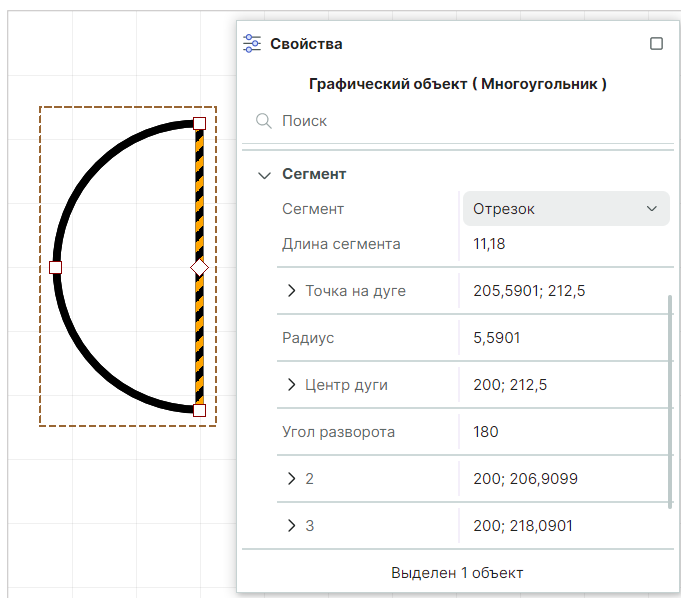 Свойства
Графический объект ( Многоугольник )
Поиск
Сегмент
Сегмент Отрезок
Длина сегмента 11,18
Точка на дуге 205,5901; 212,5
Радиус 5,5901
Центр дуги 200; 212,5
Угол разворота 180
2 200; 206,9099
3 200; 218,0901
Выделен 1 объект